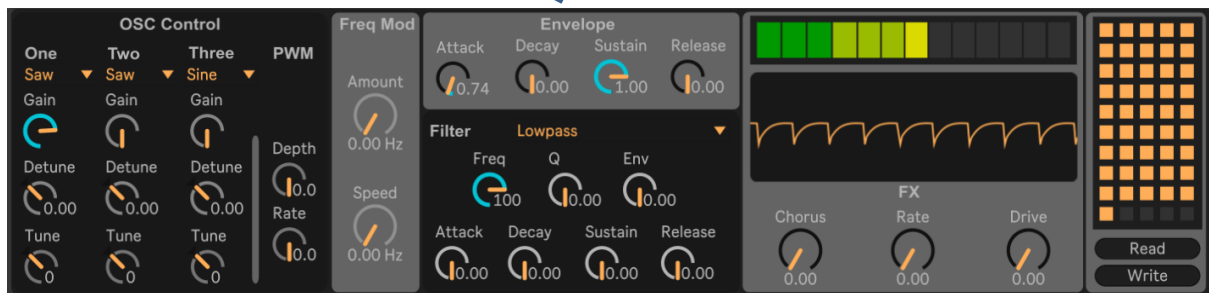 OSC Control
One Two Three PWM
Saw Saw Sine
Gain Gain Gain
Detune Detune Detune
0.00 0.00 0.00
Tune Tune Tune
0 0 0
Depth
0.0
Rate
0.0
Freq Mod
Amount
0.00 Hz
Speed
0.00 Hz
Envelope
Attack Decay Sustain Release
0.74 0.00 1.00 0.00
Filter Lowpass
Freq Q Env
100 0.00 0.00
Attack Decay Sustain Release
0.00 0.00 0.00 0.00
FX
Chorus Rate Drive
0.00 0.00 0.00
Read
Write